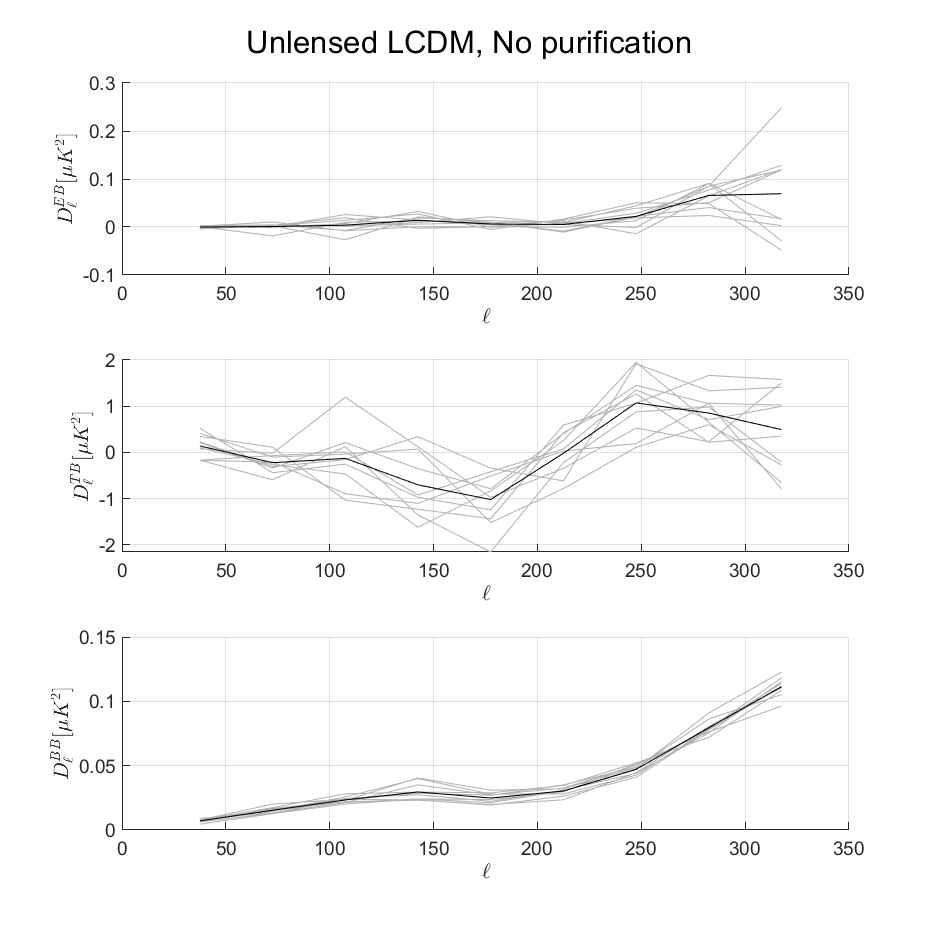 Unlensed LCDM, No purification
0.3
0.2
0.1
0
-0.1
D_ℓ^{EB}[μK²]
0 50 100 150 200 250 300 350
ℓ
2
1
0
-1
-2
D_ℓ^{TB}[μK²]
0 50 100 150 200 250 300 350
ℓ
0.15
0.1
0.05
0
D_ℓ^{BB}[μK²]
0 50 100 150 200 250 300 350
ℓ